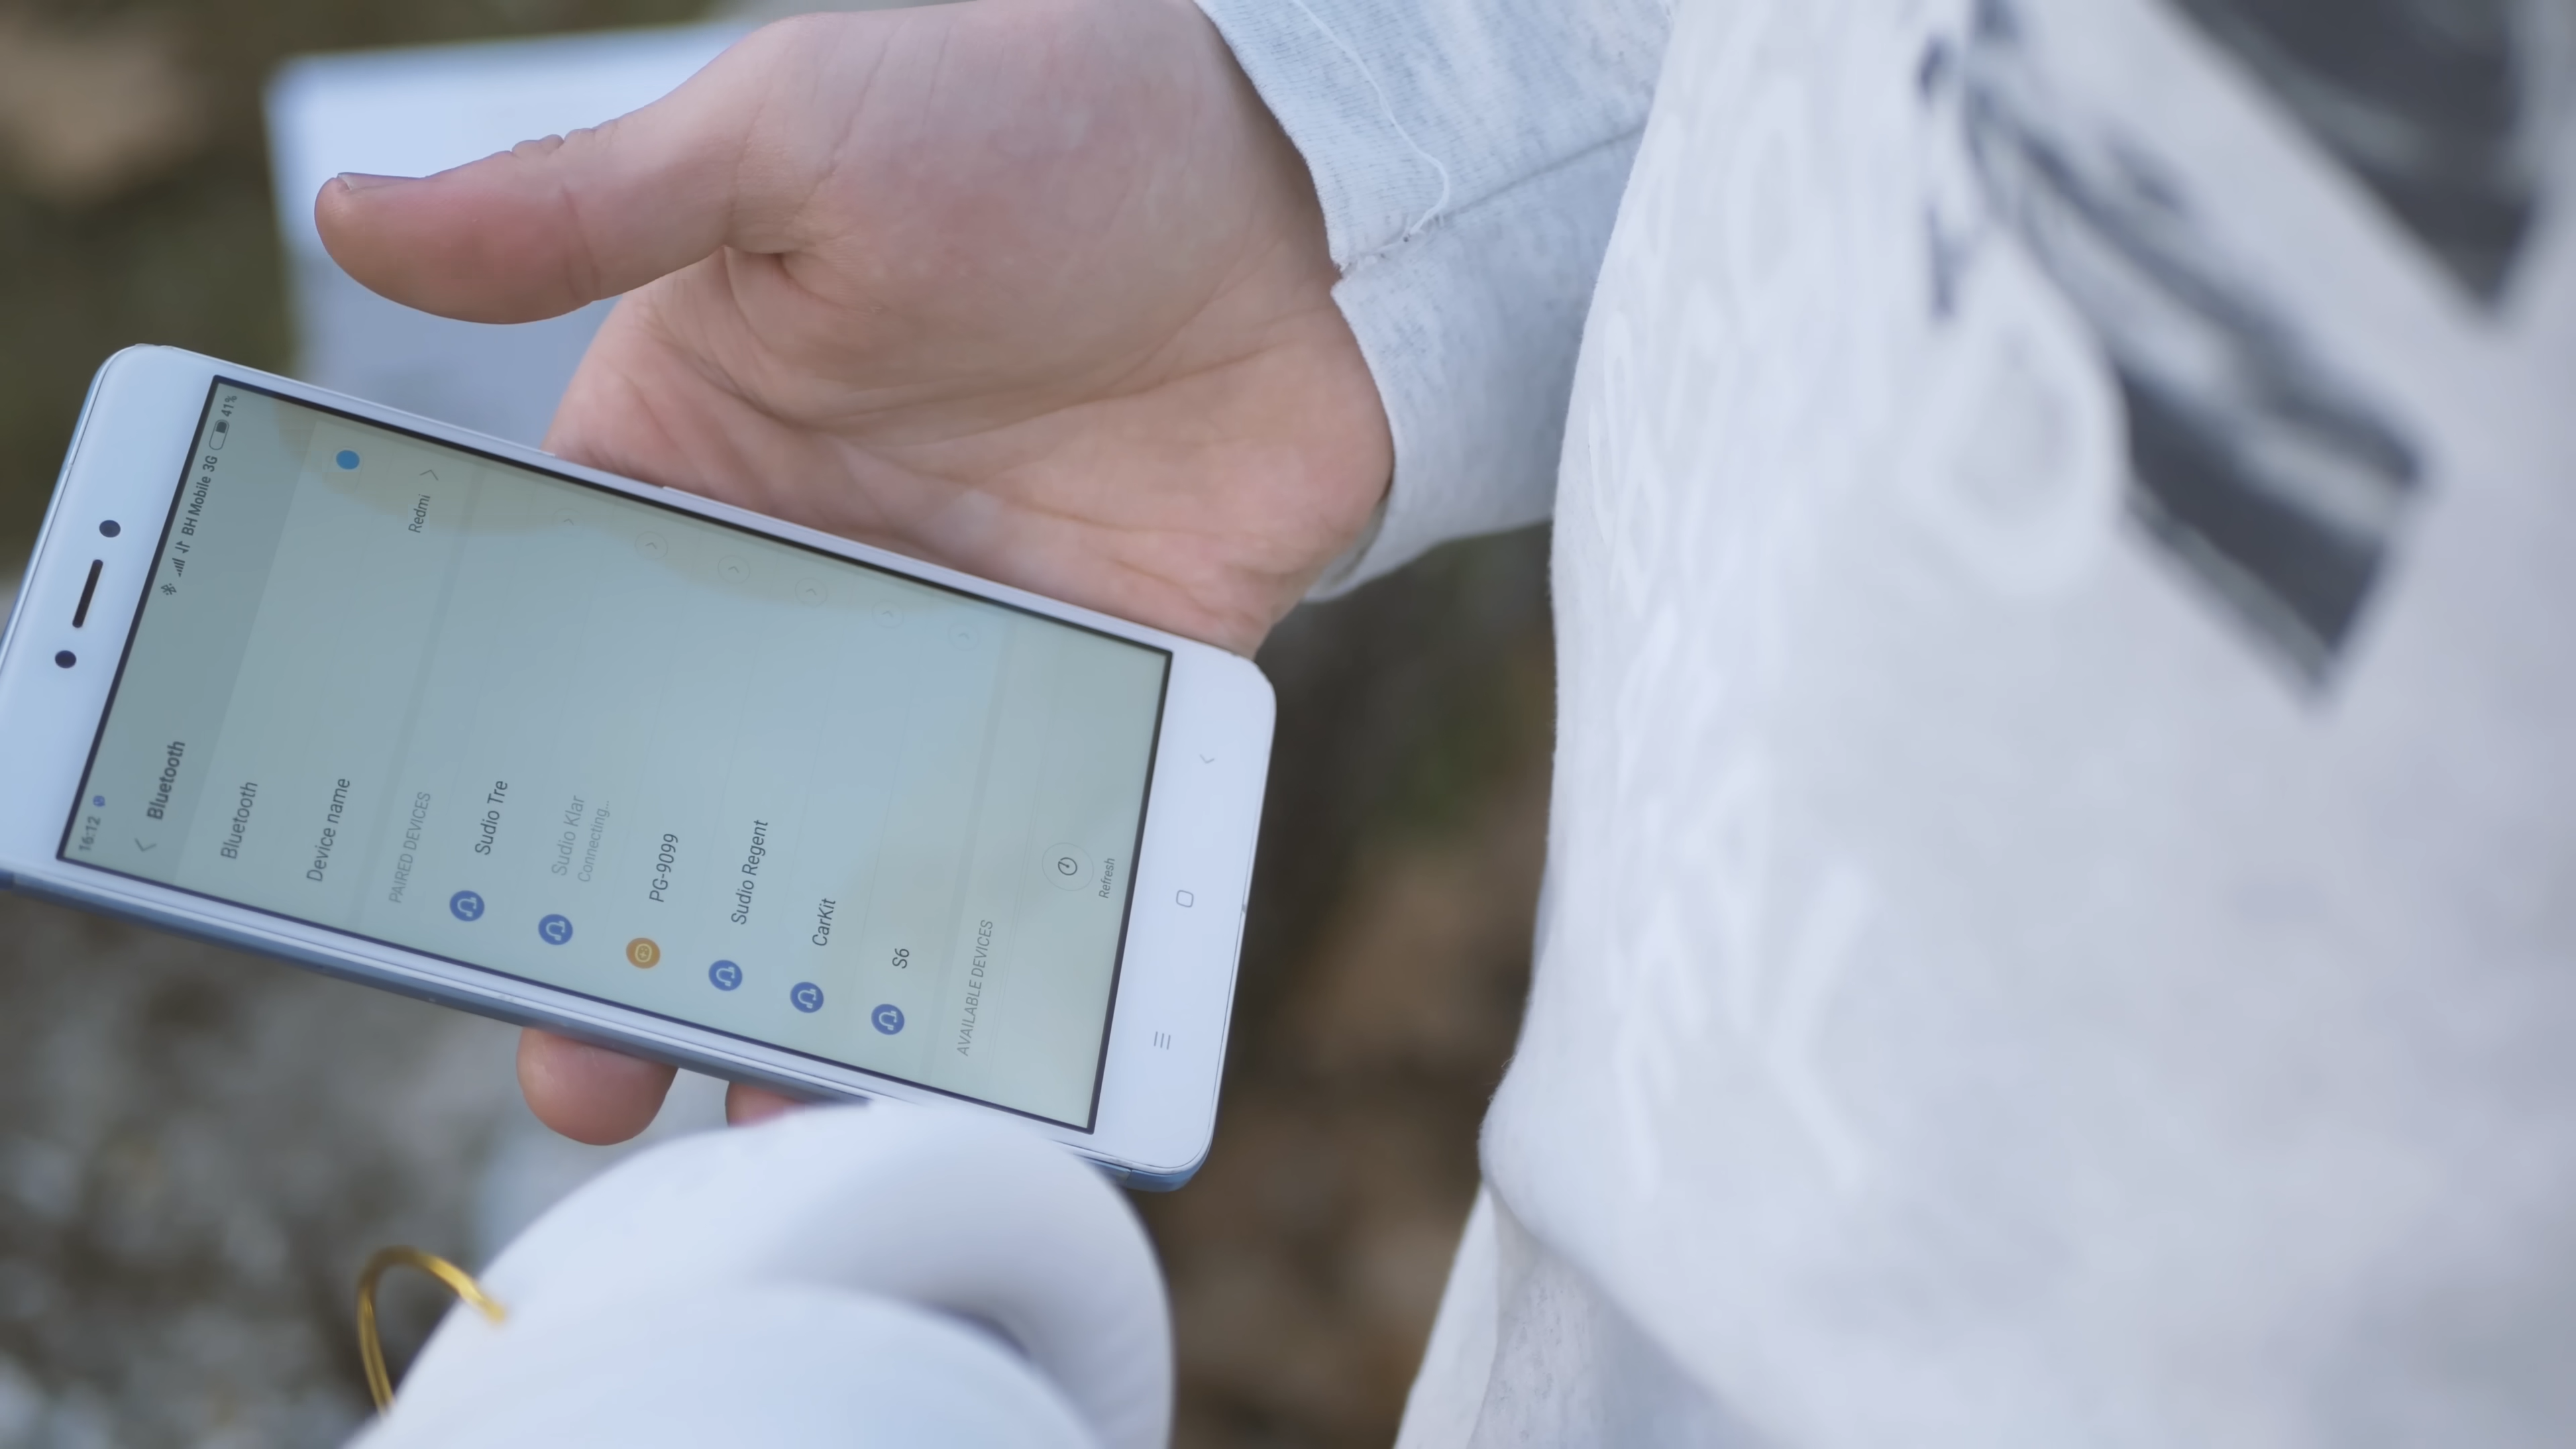 16:12
BH Mobile 3G 41%
Bluetooth
Bluetooth
Device name Redmi
PAIRED DEVICES
Sudio Tre
Sudio Klar
Connecting...
PG-9099
Sudio Regent
CarKit
S6
AVAILABLE DEVICES
Refresh